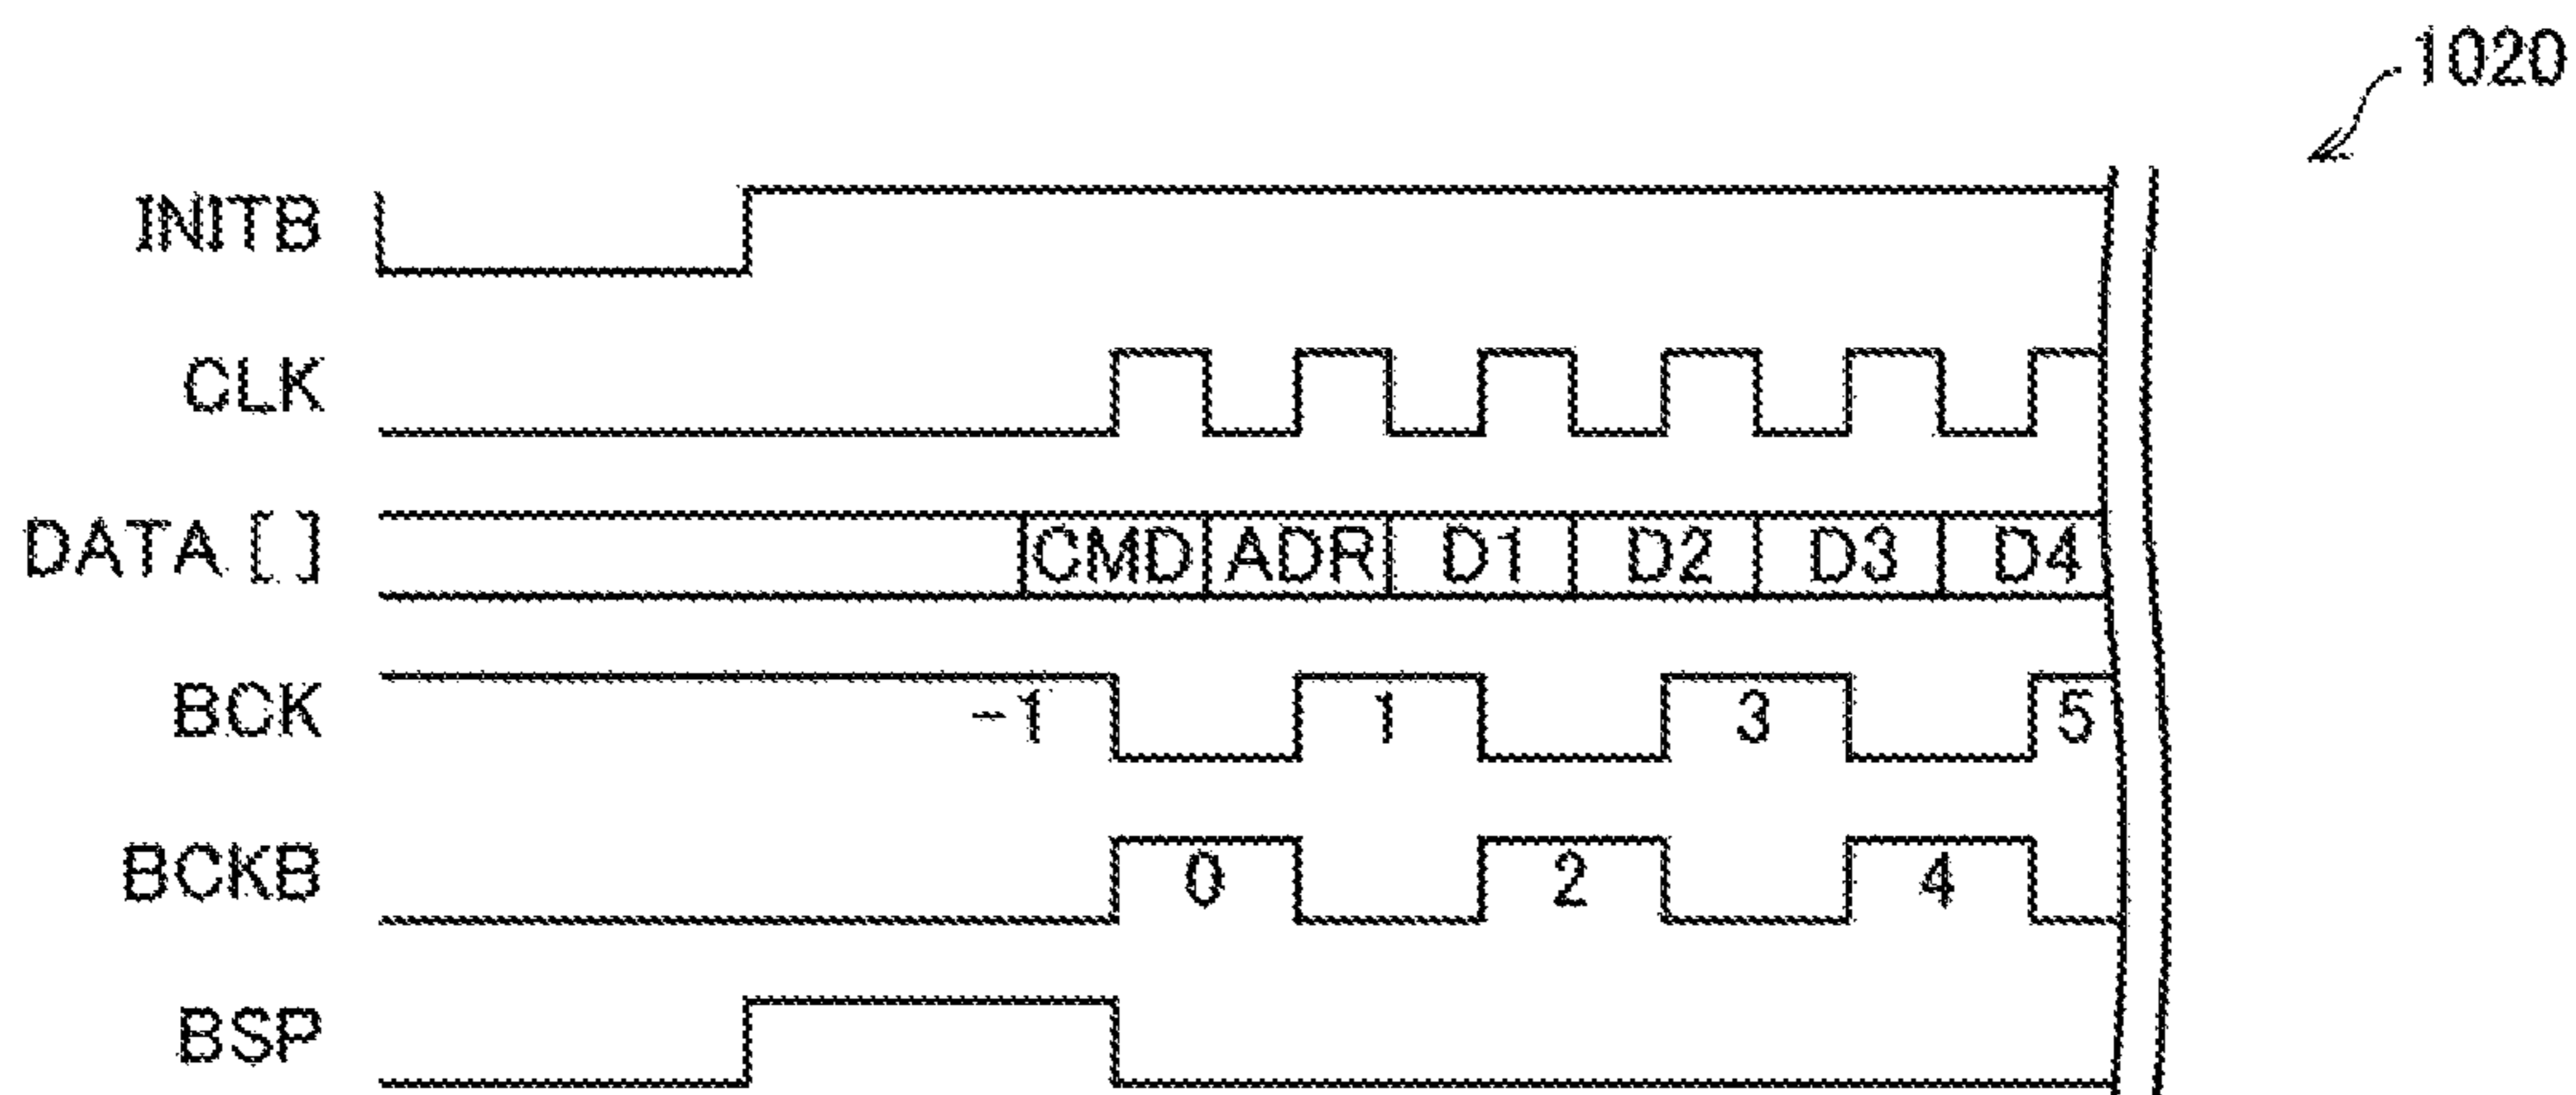 1020
INITB
CLK
DATA [ ] CMD ADR D1 D2 D3 D4
BCK -1 1 3 5
BCKB 0 2 4
BSP